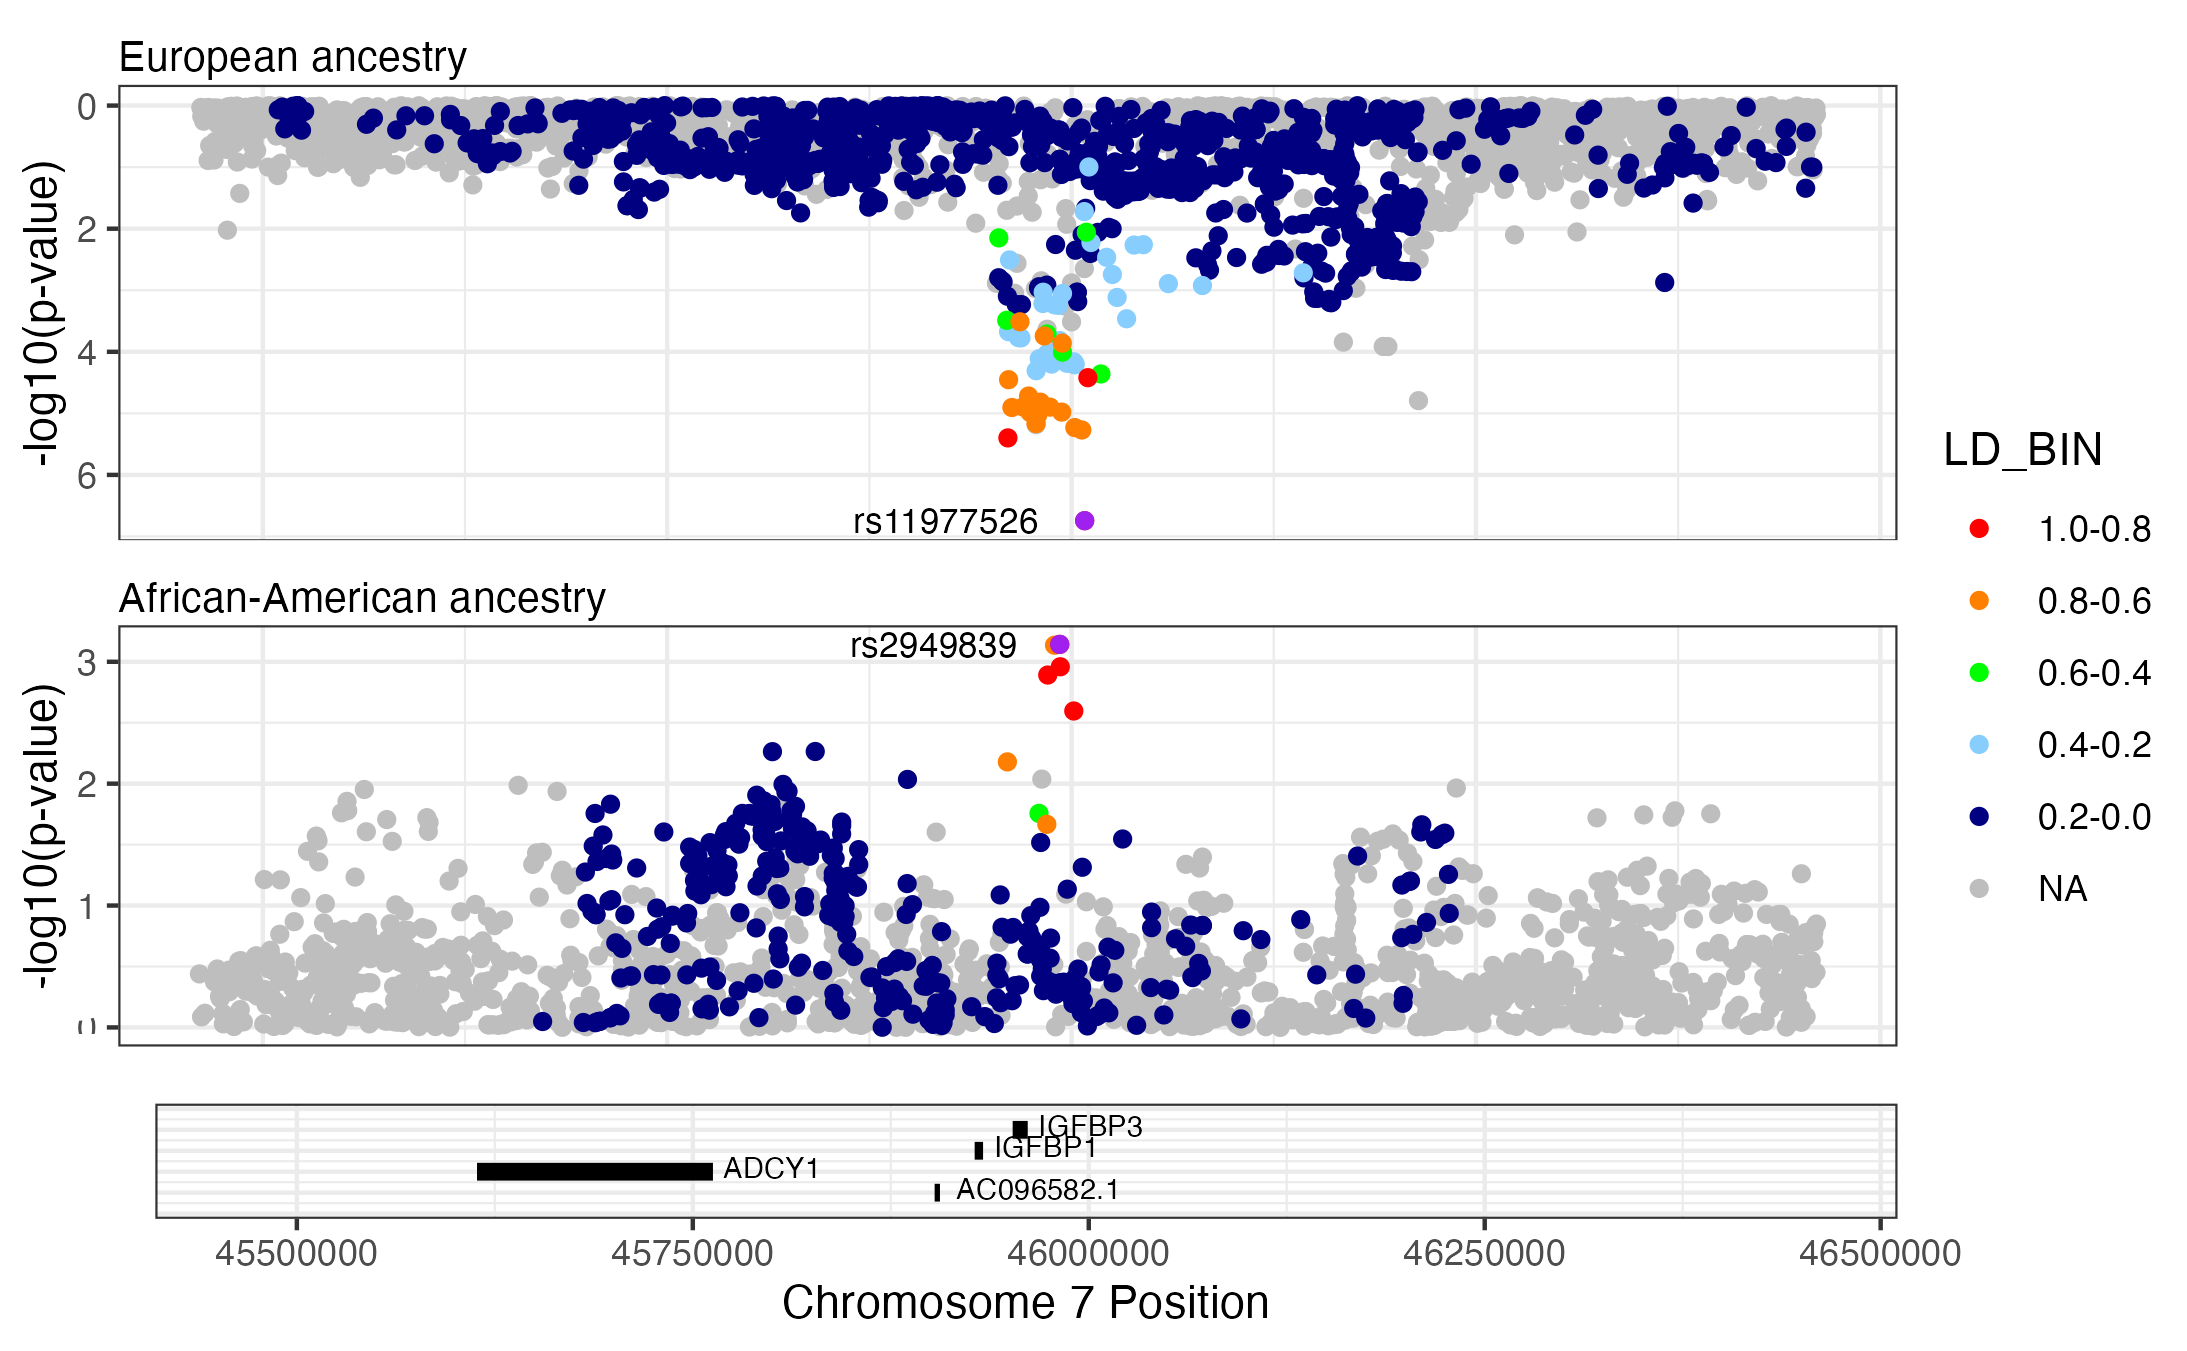 European ancestry
0
2
4
6
-log10(p-value)
rs11977526
African-American ancestry
3
2
1
0
-log10(p-value)
rs2949839
LD_BIN
1.0-0.8
0.8-0.6
0.6-0.4
0.4-0.2
0.2-0.0
NA
IGFBP3
IGFBP1
ADCY1
AC096582.1
45500000 45750000 46000000 46250000 46500000
Chromosome 7 Position